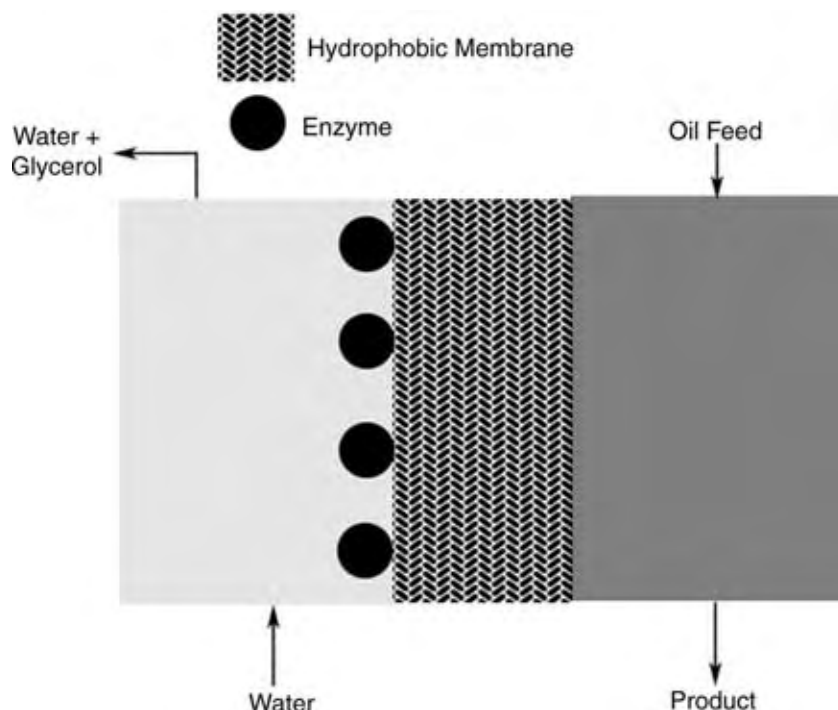 Hydrophobic Membrane
Enzyme
Water +
Glycerol
Oil Feed
Water
Product